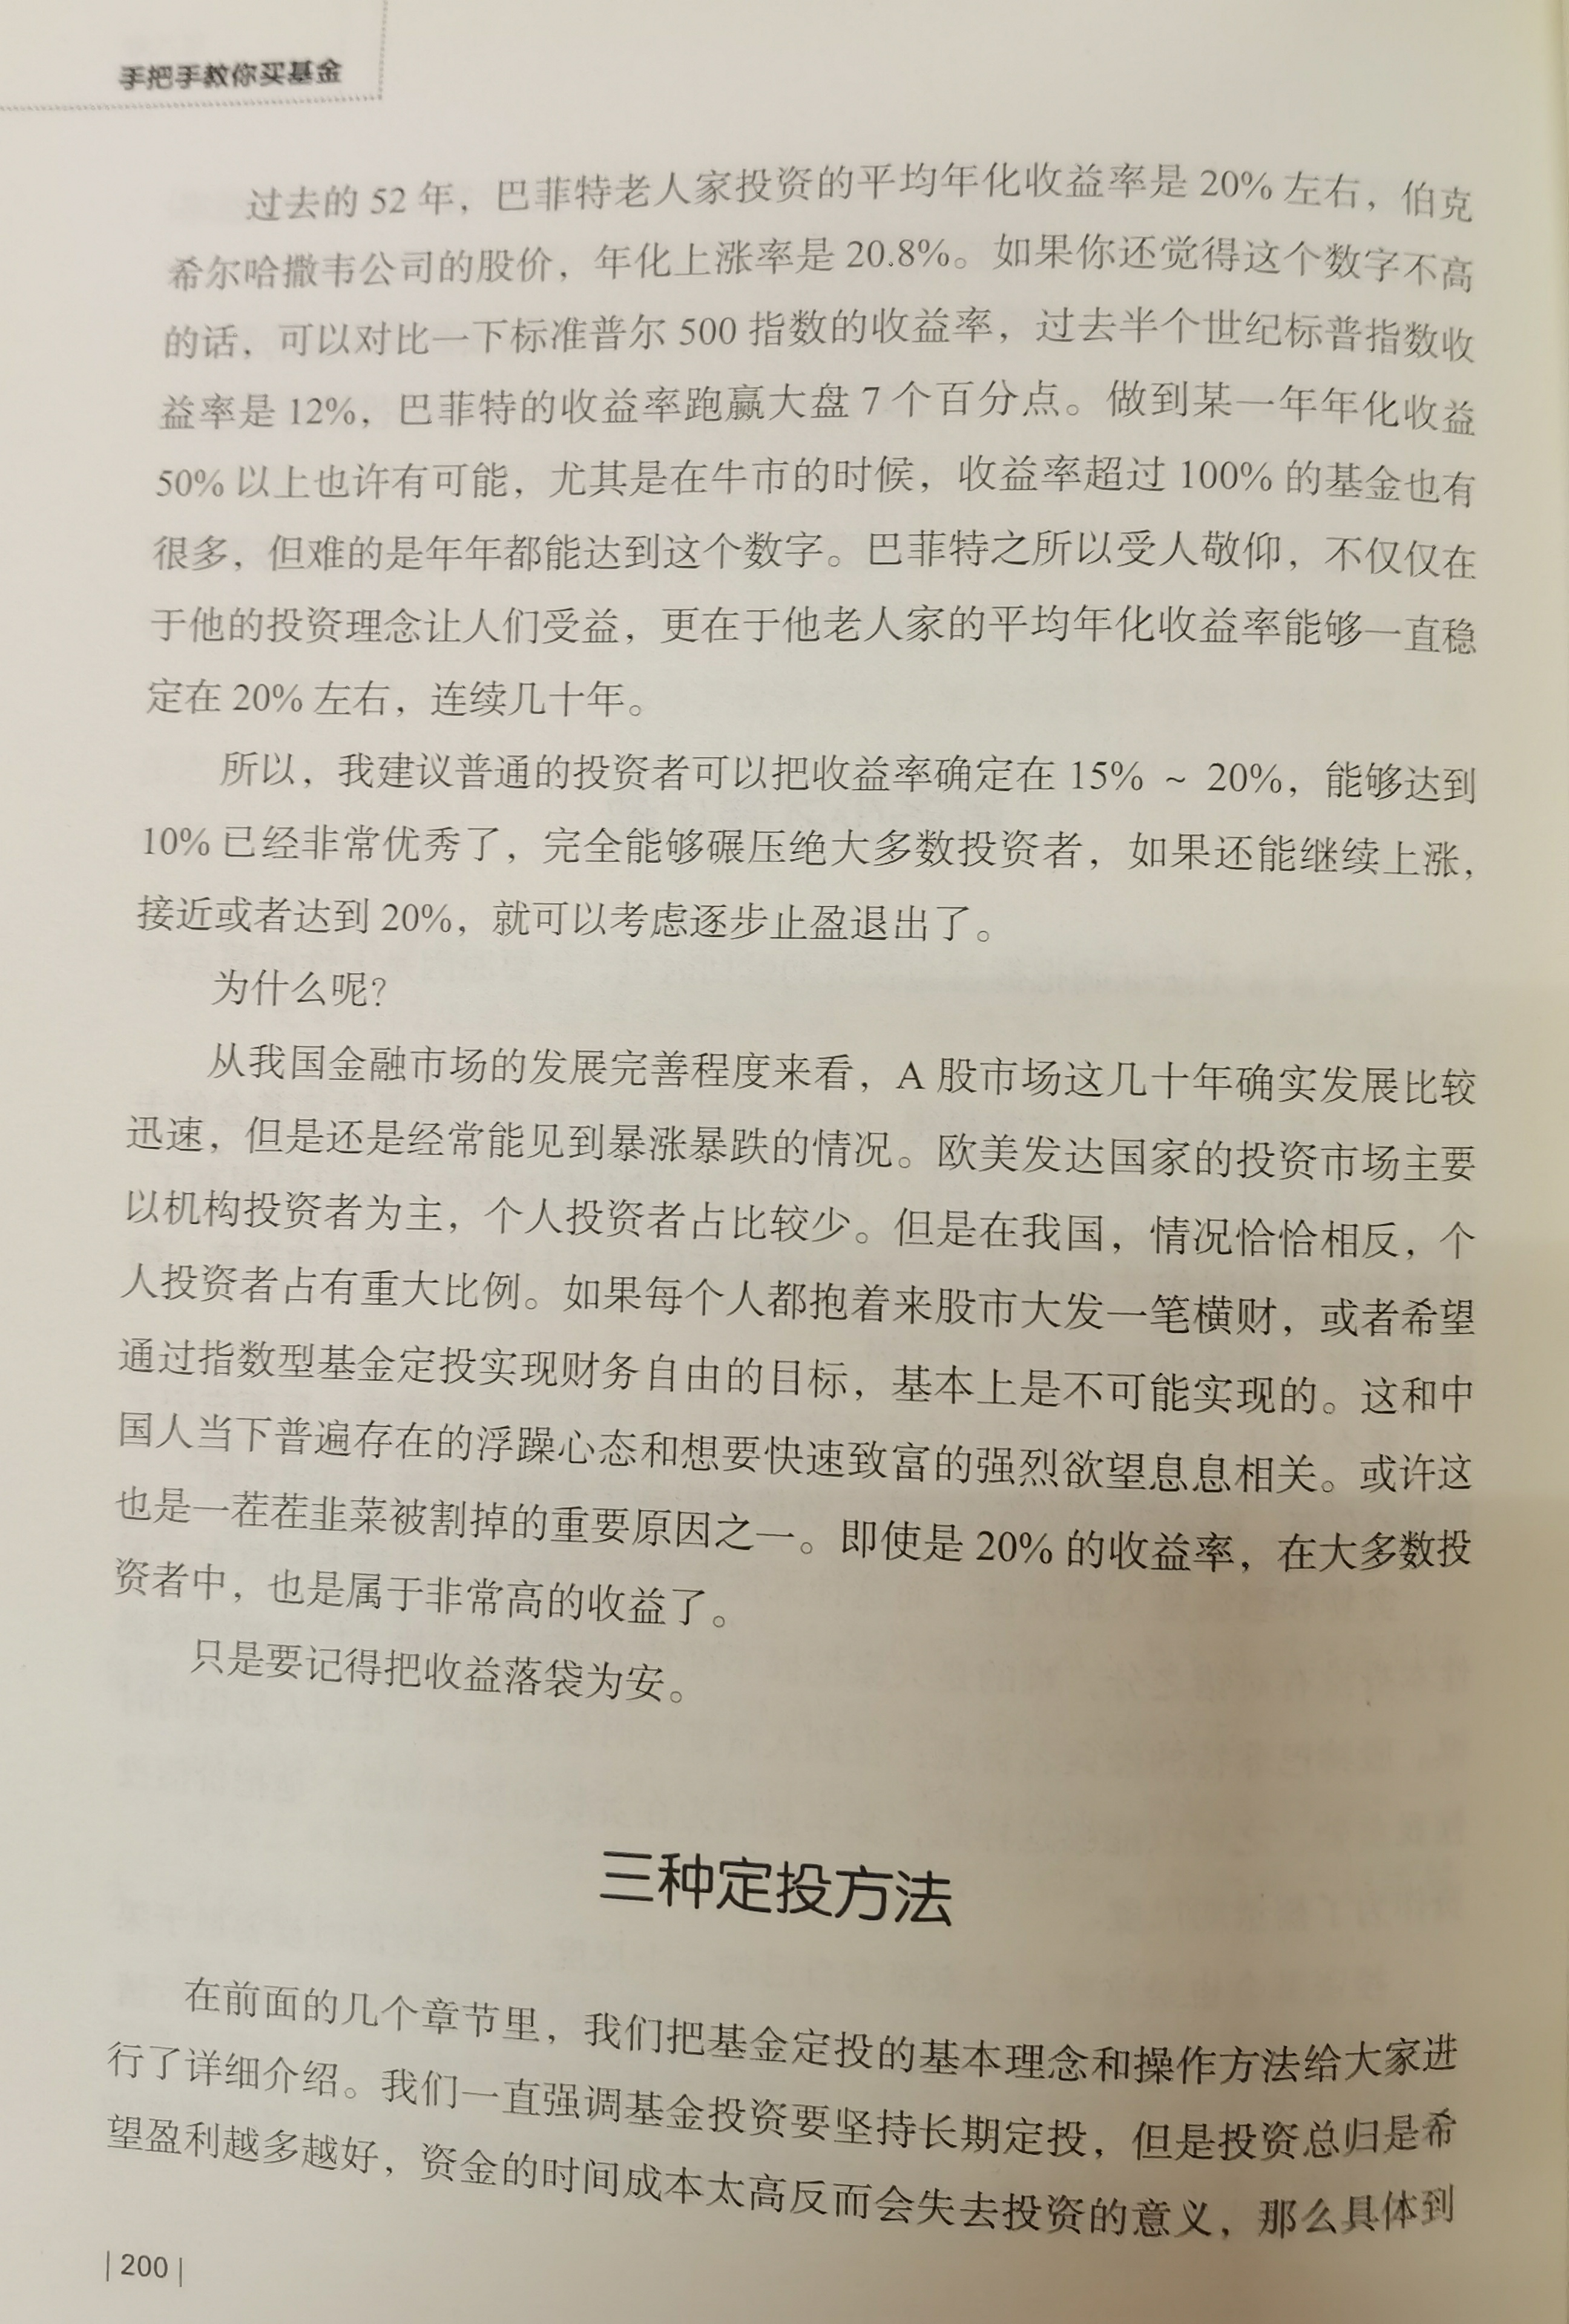 手把手教你买基金
过去的 52 年，巴菲特老人家投资的平均年化收益率是 20% 左右，伯克
希尔哈撒韦公司的股价，年化上涨率是 20.8%。如果你还觉得这个数字不高
的话，可以对比一下标准普尔 500 指数的收益率，过去半个世纪标普指数收
益率是 12%，巴菲特的收益率跑赢大盘 7 个百分点。做到某一年年化收益
50% 以上也许有可能，尤其是在牛市的时候，收益率超过 100% 的基金也有
很多，但难的是年年都能达到这个数字。巴菲特之所以受人敬仰，不仅仅在
于他的投资理念让人们受益，更在于他老人家的平均年化收益率能够一直稳
定在 20% 左右，连续几十年。
所以，我建议普通的投资者可以把收益率确定在 15% ~ 20%，能够达到
10% 已经非常优秀了，完全能够碾压绝大多数投资者，如果还能继续上涨，
接近或者达到 20%，就可以考虑逐步止盈退出了。
为什么呢？
从我国金融市场的发展完善程度来看，A 股市场这几十年确实发展比较
迅速，但是还是经常能见到暴涨暴跌的情况。欧美发达国家的投资市场主要
以机构投资者为主，个人投资者占比较少。但是在我国，情况恰恰相反，个
人投资者占有重大比例。如果每个人都抱着来股市大发一笔横财，或者希望
通过指数型基金定投实现财务自由的目标，基本上是不可能实现的。这和中
国人当下普遍存在的浮躁心态和想要快速致富的强烈欲望息息相关。或许这
也是一茬茬韭菜被割掉的重要原因之一。即使是 20% 的收益率，在大多数投
资者中，也是属于非常高的收益了。
只是要记得把收益落袋为安。
三种定投方法
在前面的几个章节里，我们把基金定投的基本理念和操作方法给大家进
行了详细介绍。我们一直强调基金投资要坚持长期定投，但是投资总归是希
望盈利越多越好，资金的时间成本太高反而会失去投资的意义，那么具体到
| 200 |